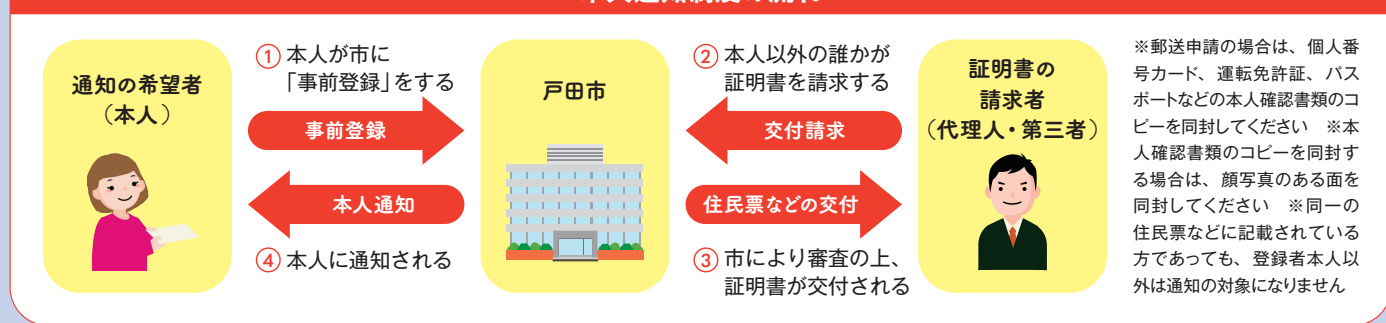 通知の希望者
（本人）
① 本人が市に
「事前登録」をする
事前登録
本人通知
④ 本人に通知される
戸田市
② 本人以外の誰かが
証明書を請求する
交付請求
住民票などの交付
③ 市により審査の上、
証明書が交付される
証明書の
請求者
（代理人・第三者）
※郵送申請の場合は、個人番
号カード、運転免許証、パス
ポートなどの本人確認書類のコ
ピーを同封してください　※本
人確認書類のコピーを同封す
る場合は、顔写真のある面を
同封してください　※同一の
住民票などに記載されている
方であっても、登録者本人以
外は通知の対象になりません